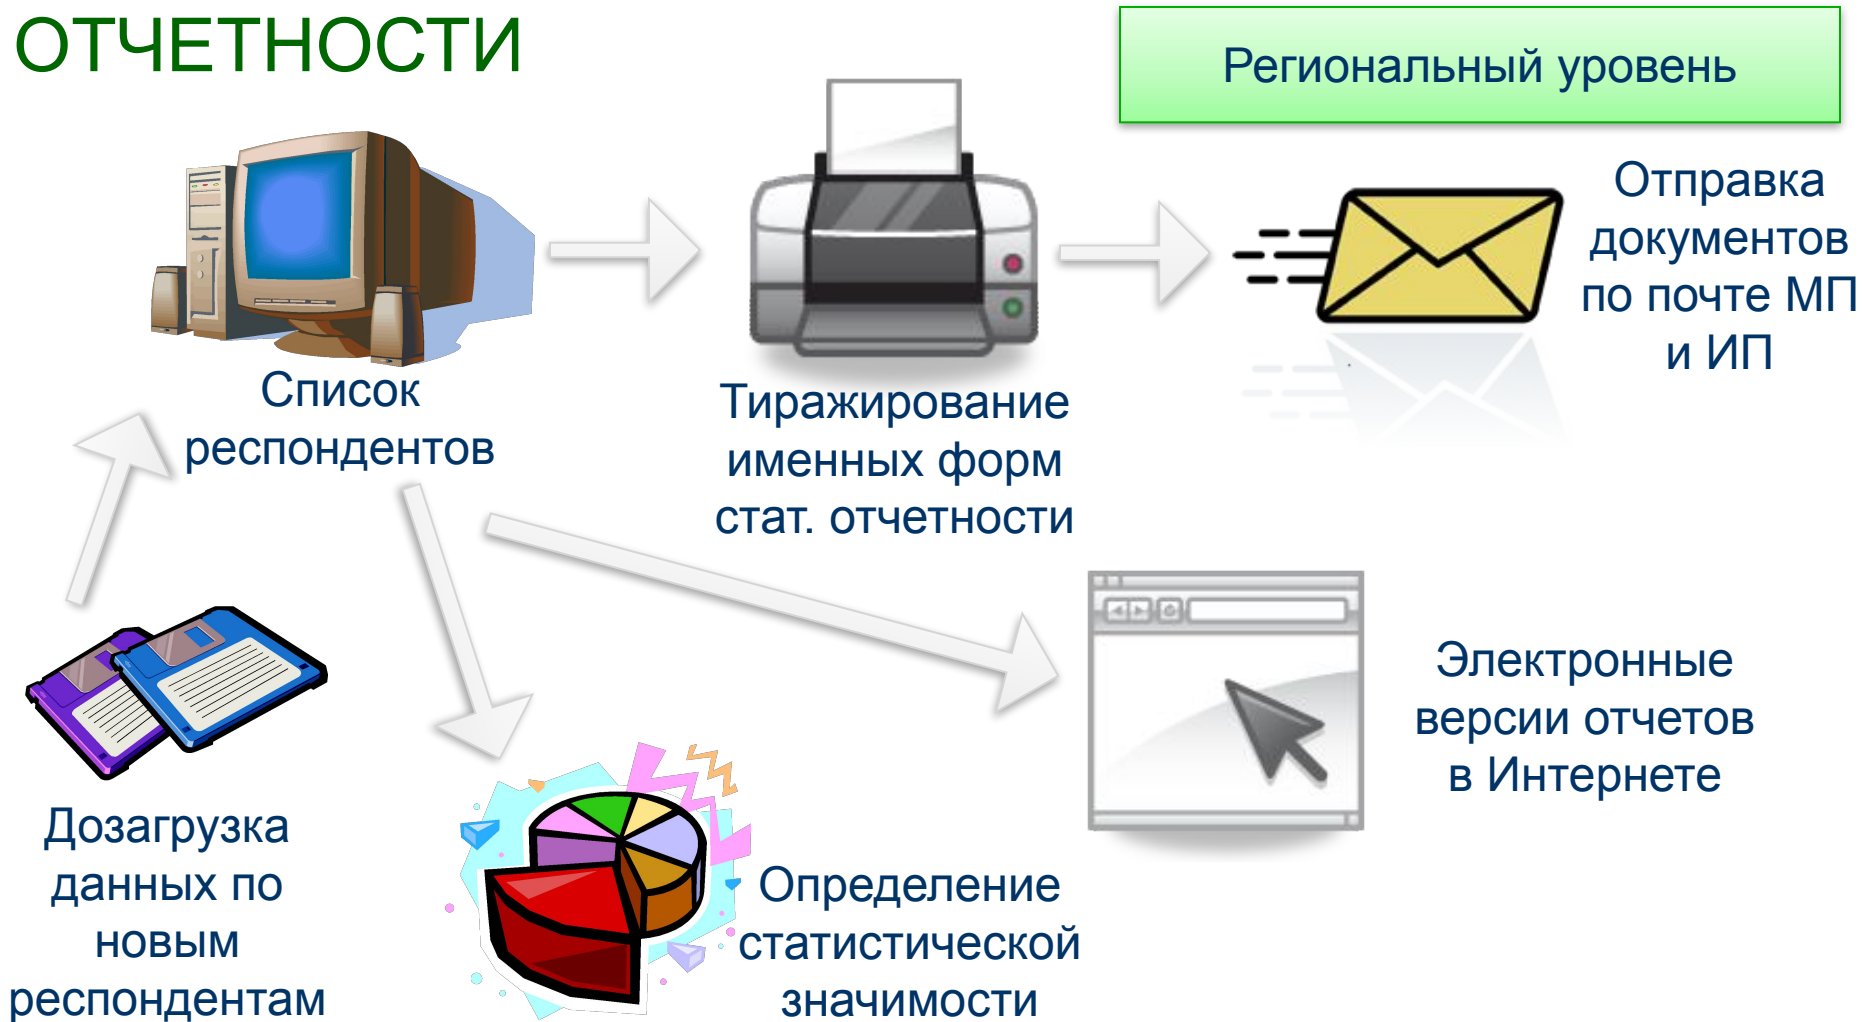 ОТЧЕТНОСТИ
Региональный уровень
Отправка
документов
по почте МП
и ИП
Список
респондентов
Тиражирование
именных форм
стат. отчетности
Электронные
версии отчетов
в Интернете
Дозагрузка
данных по
новым
респондентам
Определение
статистической
значимости